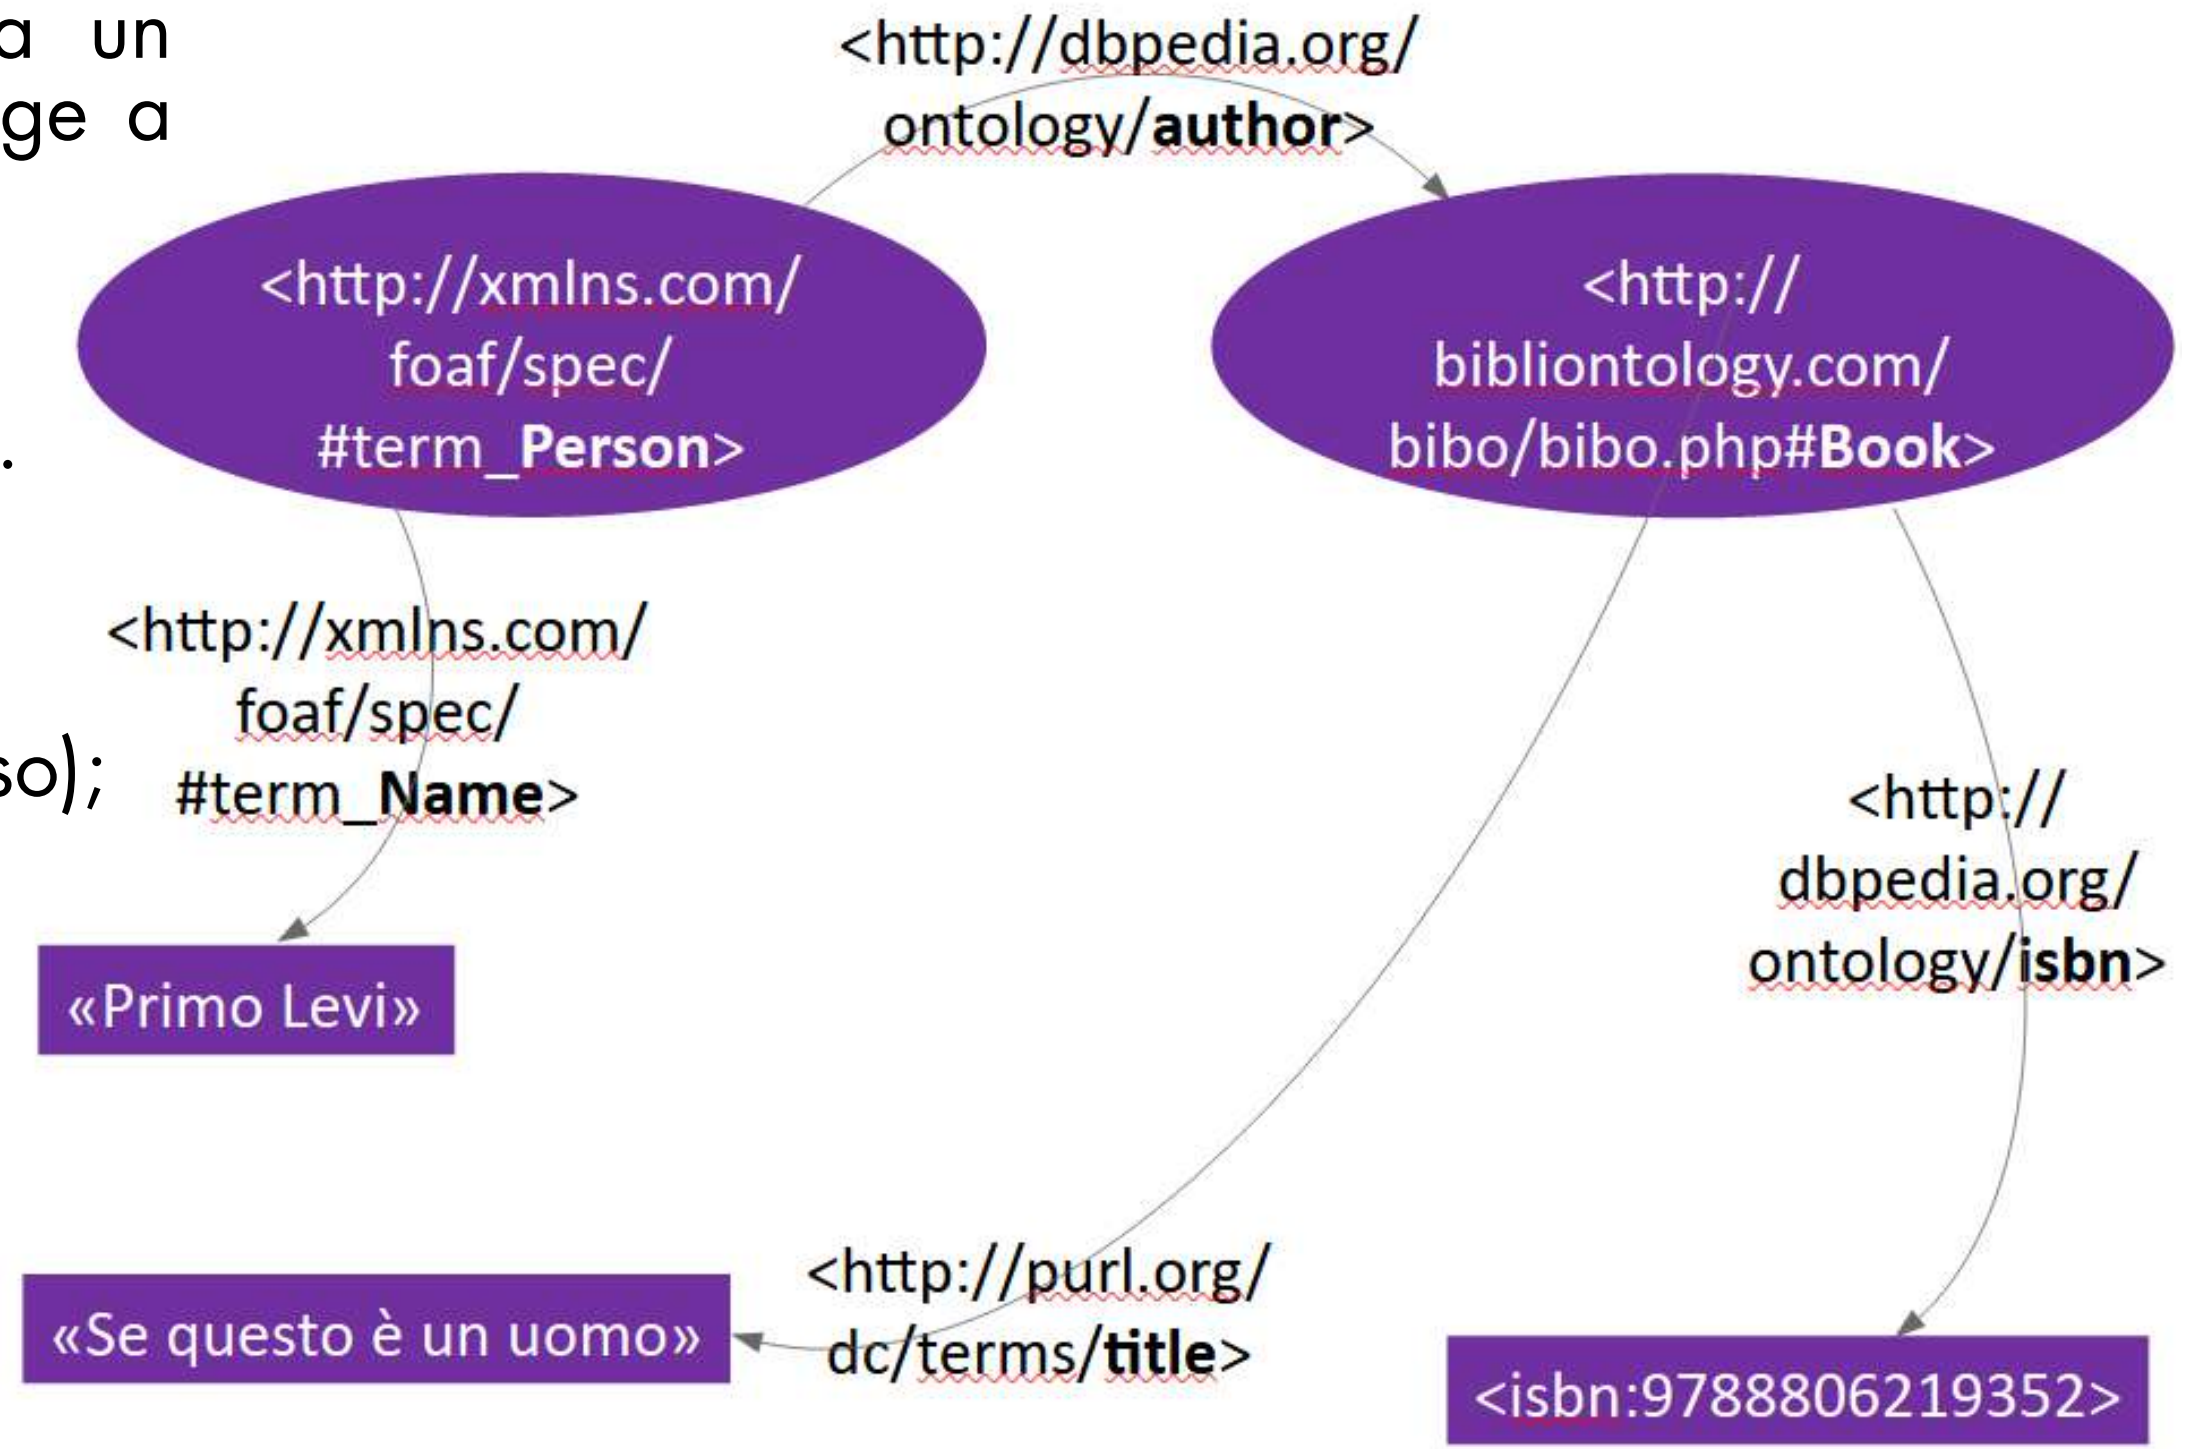 a un
ge a
.
so);
<http://dbpedia.org/
ontology/author>
<http://xmlns.com/
foaf/spec/
#term_Person>
<http://
bibliontology.com/
bibo/bibo.php#Book>
<http://xmlns.com/
foaf/spec/
#term_Name>
<http://
dbpedia.org/
ontology/isbn>
«Primo Levi»
<http://purl.org/
dc/terms/title>
«Se questo è un uomo»
<isbn:9788806219352>